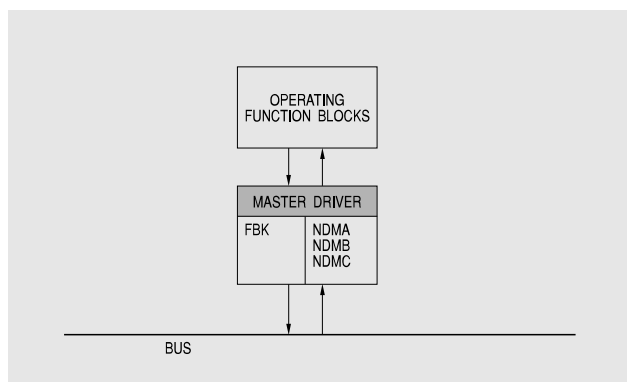 OPERATING
FUNCTION BLOCKS
MASTER DRIVER
FBK
NDMA
NDMB
NDMC
BUS